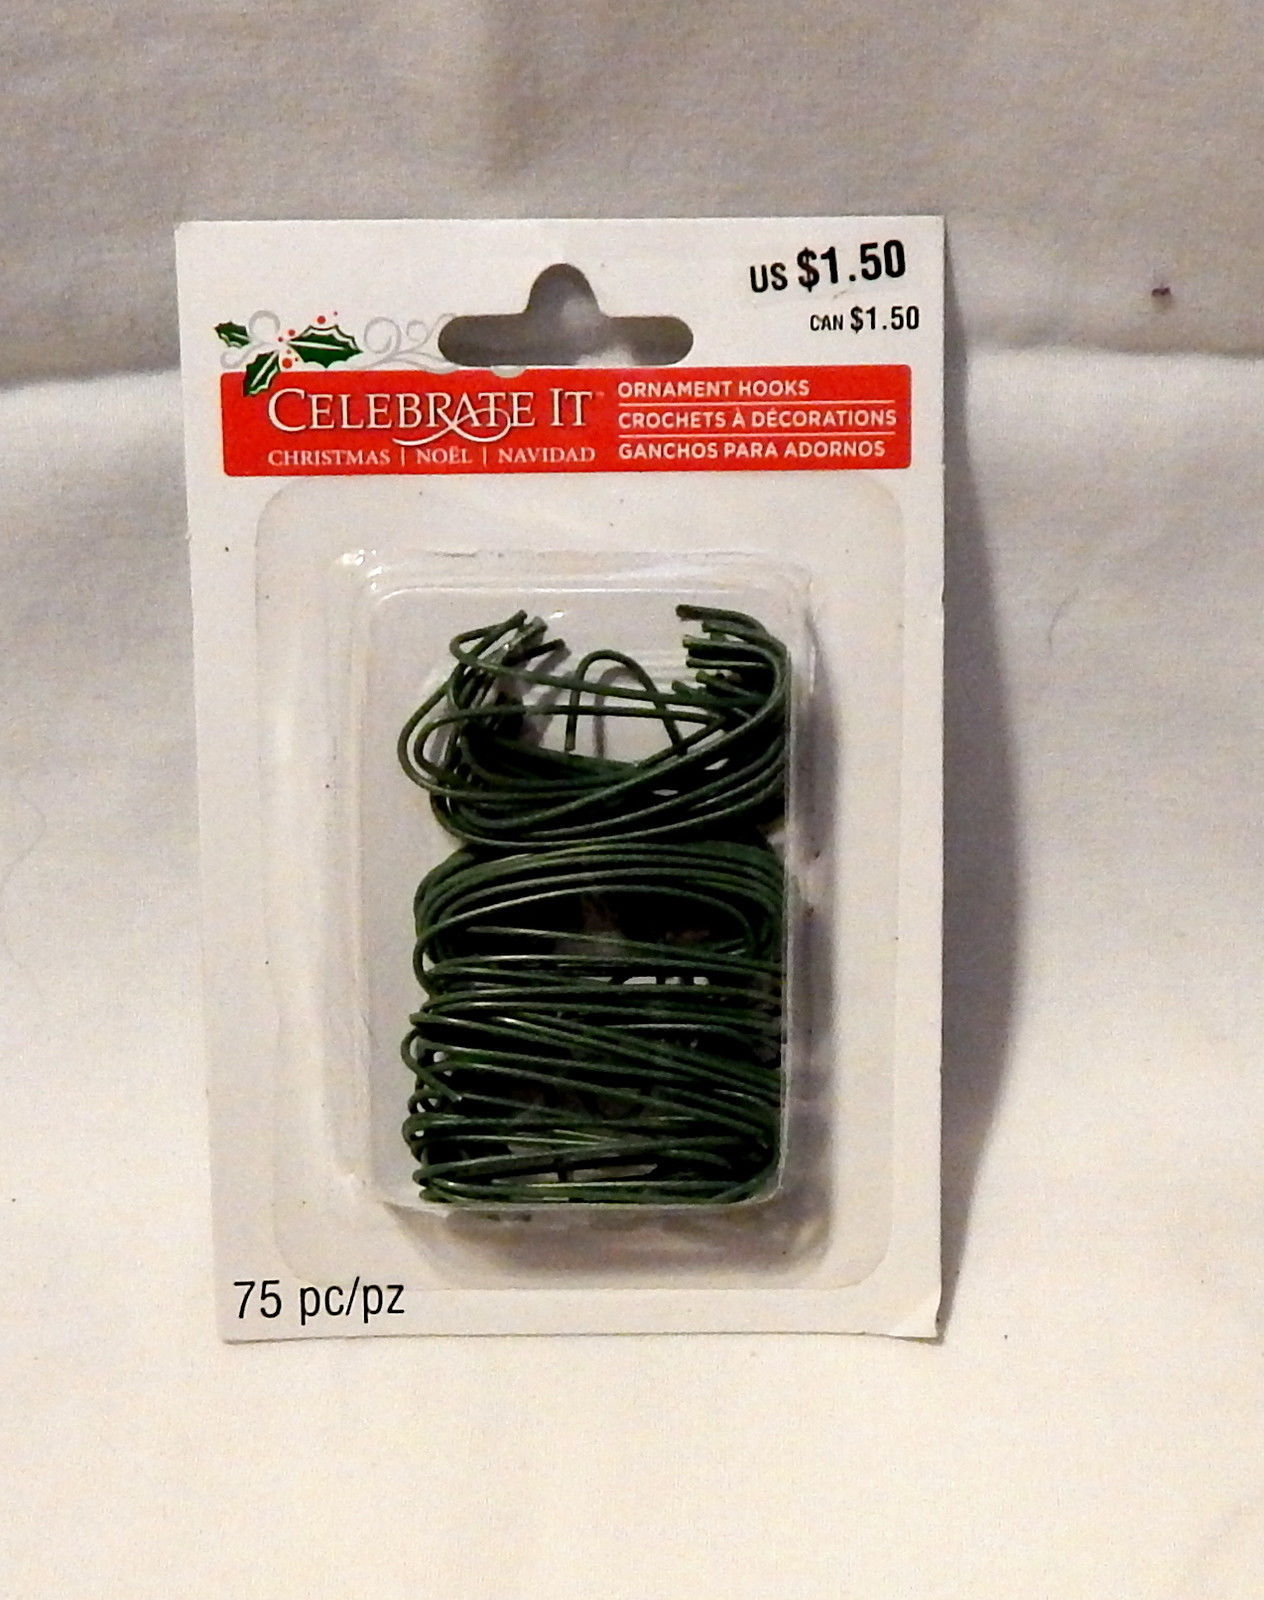 US $1.50
CAN $1.50
CELEBRATE IT™
CHRISTMAS | NOËL | NAVIDAD
ORNAMENT HOOKS
CROCHETS À DÉCORATIONS
GANCHOS PARA ADORNOS
75 pc/pz